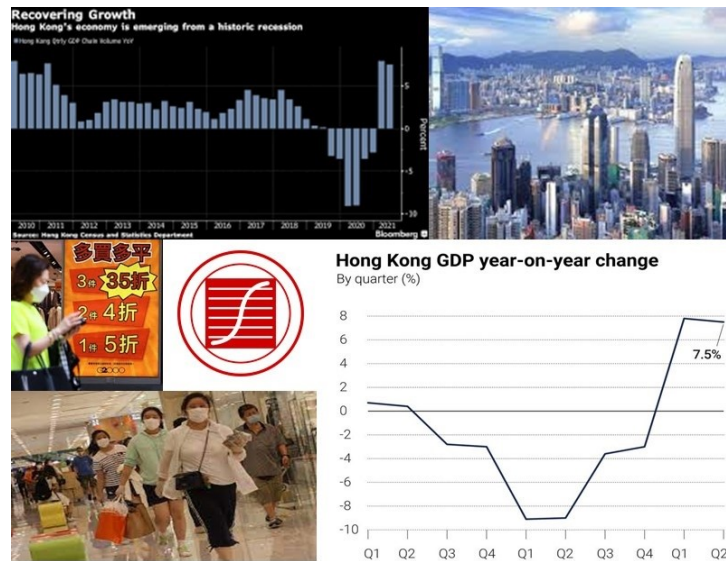 Recovering Growth
Hong Kong's economy is emerging from a historic recession
Hong Kong Qtrly GDP Chain Volume YoY
5
0
-5
-10
Percent
2010 2011 2012 2013 2014 2015 2016 2017 2018 2019 2020 2021
Source: Hong Kong Census and Statistics Department
Bloomberg
多買多平
3件 35折
2件 4折
1件 5折
Hong Kong GDP year-on-year change
By quarter (%)
8
6
4
2
0
-2
-4
-6
-8
-10
7.5%
Q1 Q2 Q3 Q4 Q1 Q2 Q3 Q4 Q1 Q2